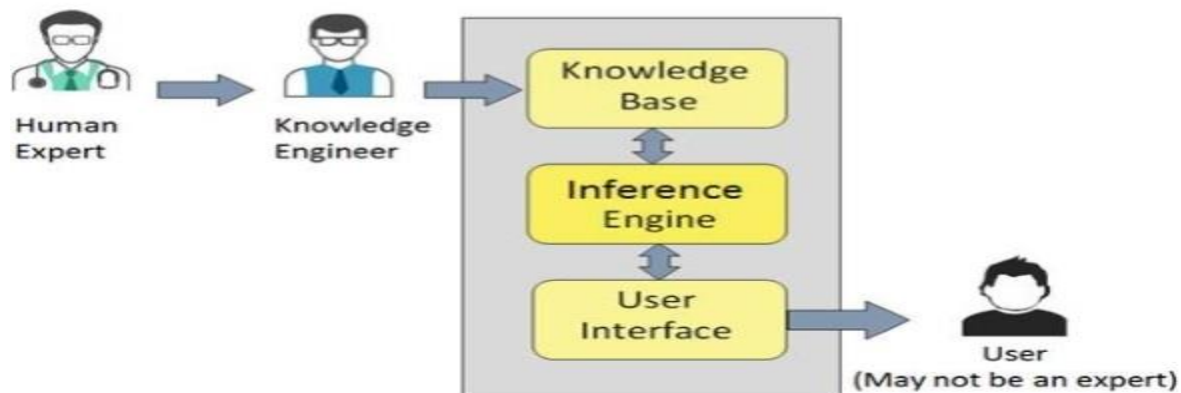 Human
Expert
Knowledge
Engineer
Knowledge
Base
Inference
Engine
User
Interface
User
(May not be an expert)